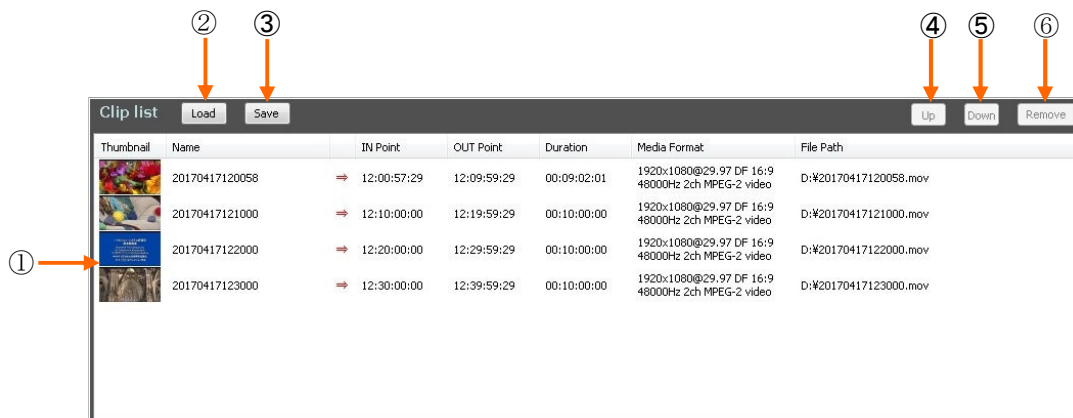 ② ③ ④ ⑤ ⑥
Clip list Load Save Up Down Remove
Thumbnail Name IN Point OUT Point Duration Media Format File Path
20170417120058 ⇒ 12:00:57:29 12:09:59:29 00:09:02:01 1920x1080@29.97 DF 16:9 D:¥20170417120058.mov
48000Hz 2ch MPEG-2 video
20170417121000 ⇒ 12:10:00:00 12:19:59:29 00:10:00:00 1920x1080@29.97 DF 16:9 D:¥20170417121000.mov
48000Hz 2ch MPEG-2 video
①
20170417122000 ⇒ 12:20:00:00 12:29:59:29 00:10:00:00 1920x1080@29.97 DF 16:9 D:¥20170417122000.mov
48000Hz 2ch MPEG-2 video
20170417123000 ⇒ 12:30:00:00 12:39:59:29 00:10:00:00 1920x1080@29.97 DF 16:9 D:¥20170417123000.mov
48000Hz 2ch MPEG-2 video